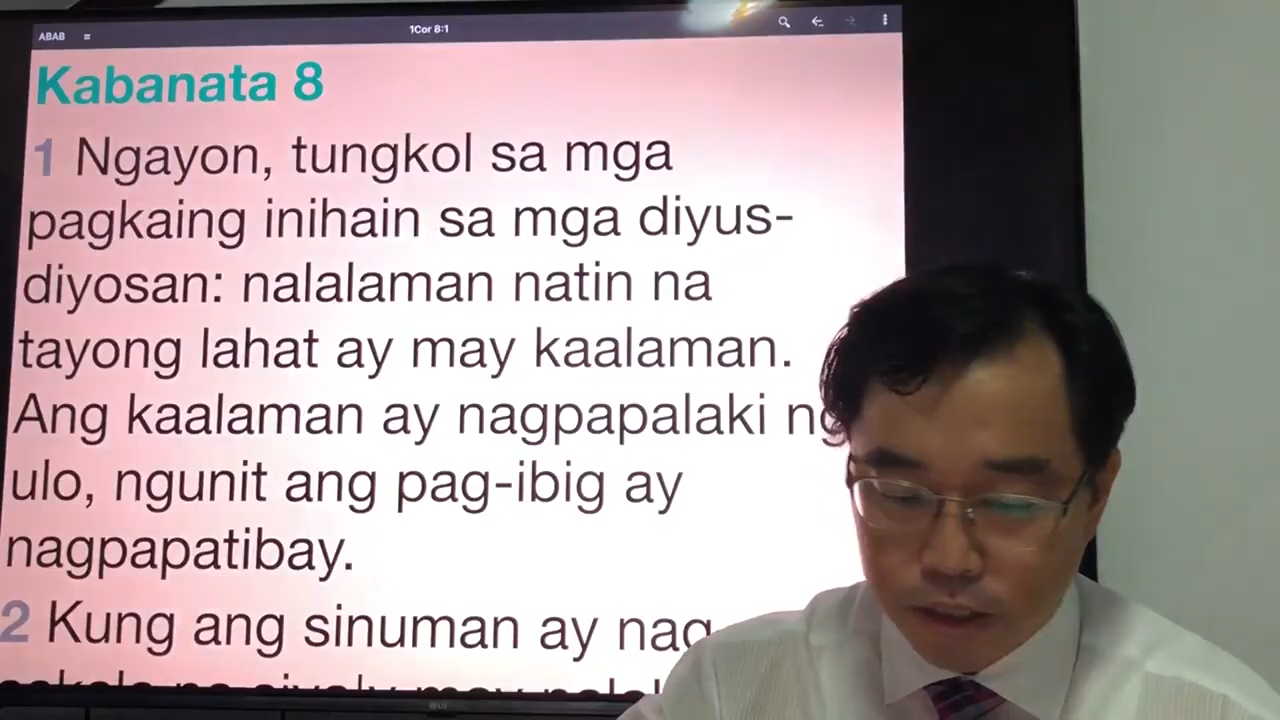 ABAB
1Cor 8:1
Kabanata 8
1 Ngayon, tungkol sa mga
pagkaing inihain sa mga diyus-
diyosan: nalalaman natin na
tayong lahat ay may kaalaman.
Ang kaalaman ay nagpapalaki
ulo, ngunit ang pag-ibig ay
nagpapatibay.
2 Kung ang sinuman ay
LG